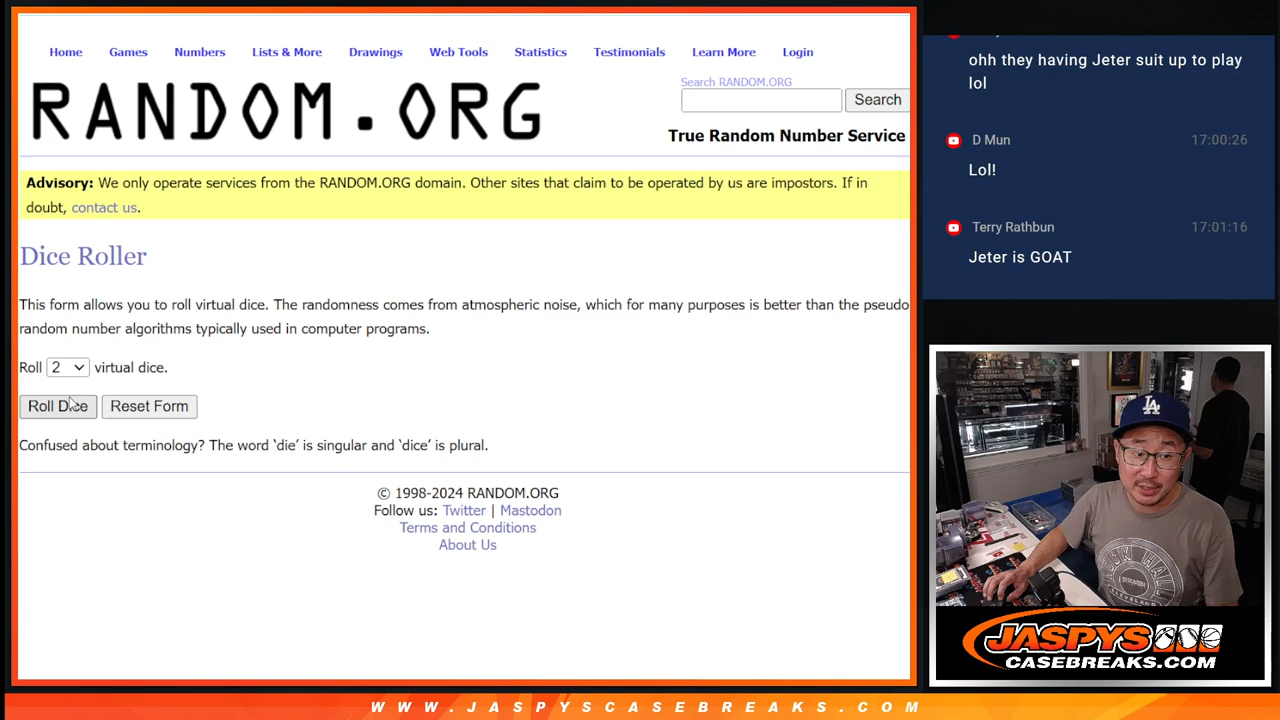 Home Games Numbers Lists & More Drawings Web Tools Statistics Testimonials Learn More Login
RANDOM.ORG
Search RANDOM.ORG
Search
True Random Number Service
Advisory: We only operate services from the RANDOM.ORG domain. Other sites that claim to be operated by us are impostors. If in
doubt, contact us.
Dice Roller
This form allows you to roll virtual dice. The randomness comes from atmospheric noise, which for many purposes is better than the pseudo
random number algorithms typically used in computer programs.
Roll 2 virtual dice.
Roll Dice Reset Form
Confused about terminology? The word ‘die’ is singular and ‘dice’ is plural.
© 1998-2024 RANDOM.ORG
Follow us: Twitter | Mastodon
Terms and Conditions
About Us
ohh they having Jeter suit up to play
lol
D Mun 17:00:26
Lol!
Terry Rathbun 17:01:16
Jeter is GOAT
LA
CLEVELAND
JASPYS
CASEBREAKS.COM
WWW.JASPYSCASEBREAKS.COM